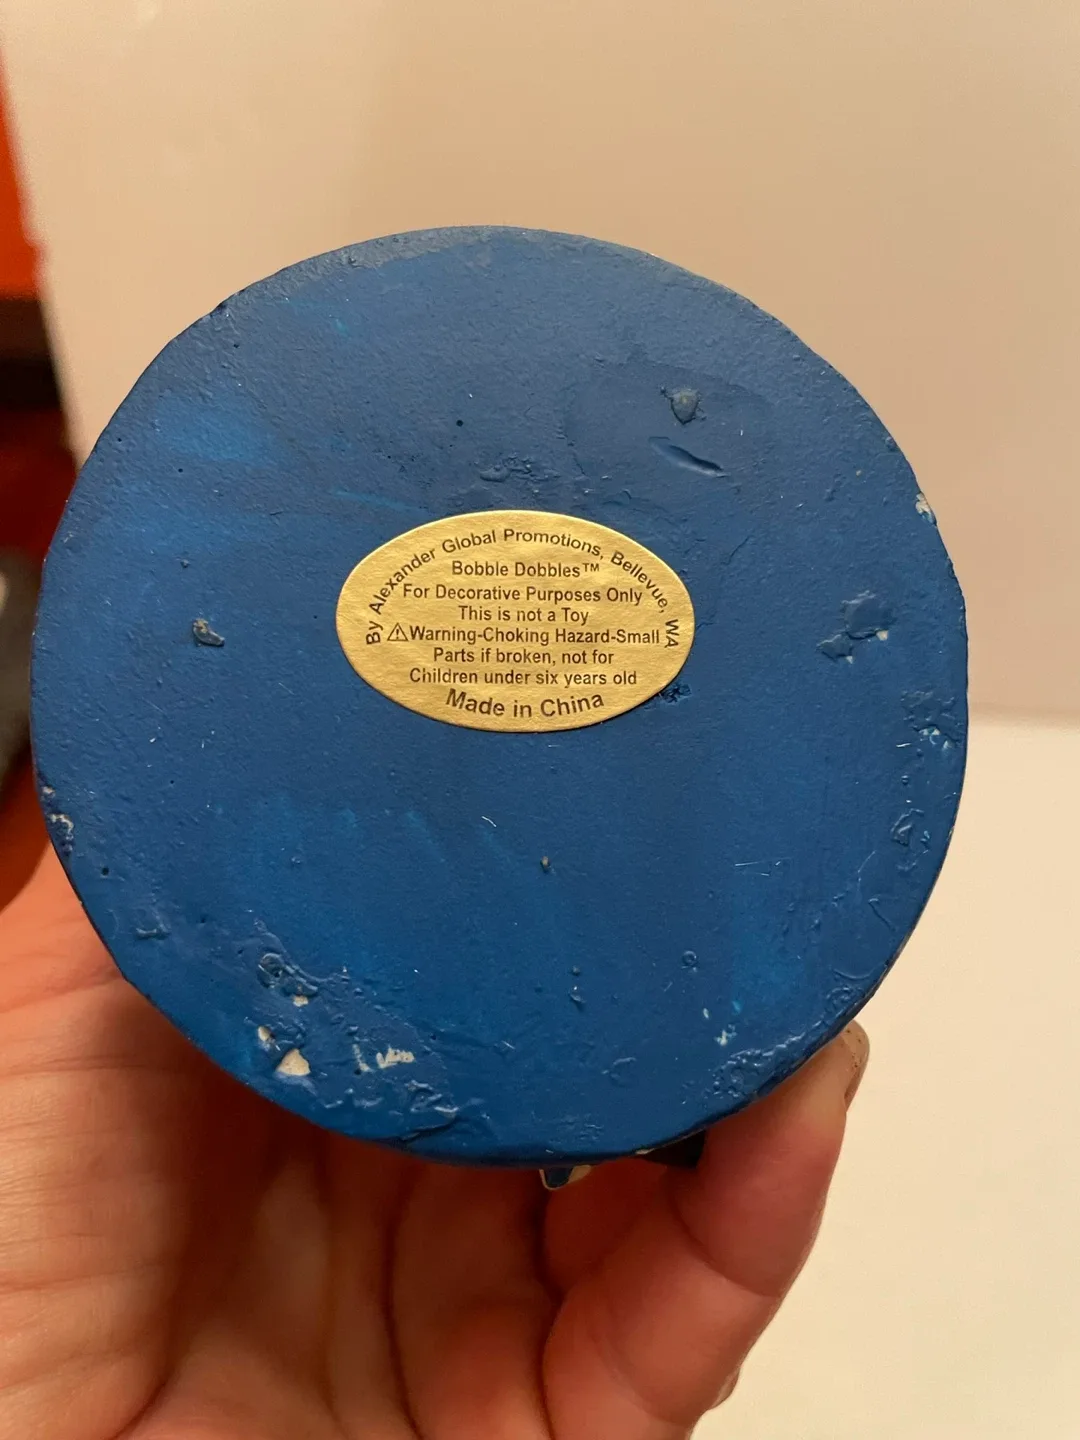 By Alexander Global Promotions, Bellevue, WA
Bobble Dobbles™
For Decorative Purposes Only
This is not a Toy
⚠Warning-Choking Hazard-Small
Parts if broken, not for
Children under six years old
Made in China